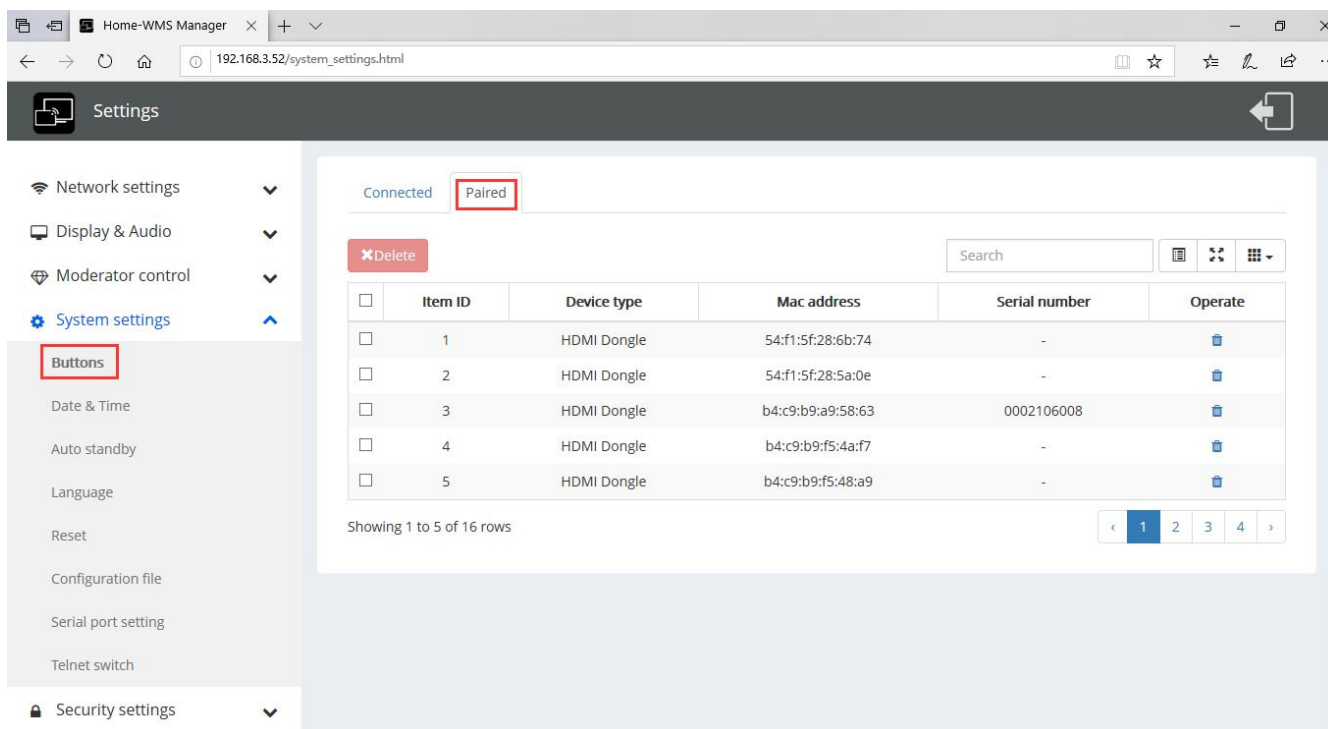 Home-WMS Manager
192.168.3.52/system_settings.html
Settings
Network settings
Display & Audio
Moderator control
System settings
Buttons
Date & Time
Auto standby
Language
Reset
Configuration file
Serial port setting
Telnet switch
Security settings
Connected Paired
Delete Search
Item ID Device type Mac address Serial number Operate
1 HDMI Dongle 54:f1:5f:28:6b:74 -
2 HDMI Dongle 54:f1:5f:28:5a:0e -
3 HDMI Dongle b4:c9:b9:a9:58:63 0002106008
4 HDMI Dongle b4:c9:b9:f5:4a:f7 -
5 HDMI Dongle b4:c9:b9:f5:48:a9 -
Showing 1 to 5 of 16 rows ‹ 1 2 3 4 ›